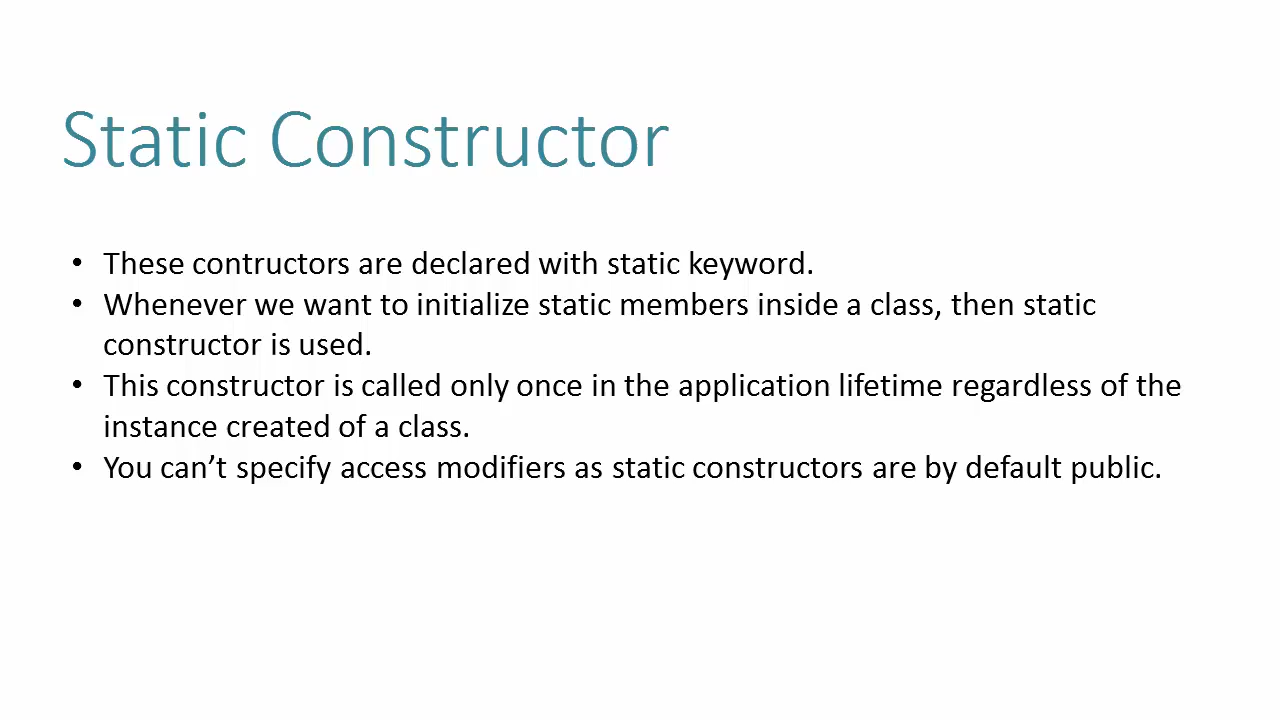 Static Constructor
• These contructors are declared with static keyword.
• Whenever we want to initialize static members inside a class, then static
constructor is used.
• This constructor is called only once in the application lifetime regardless of the
instance created of a class.
• You can’t specify access modifiers as static constructors are by default public.